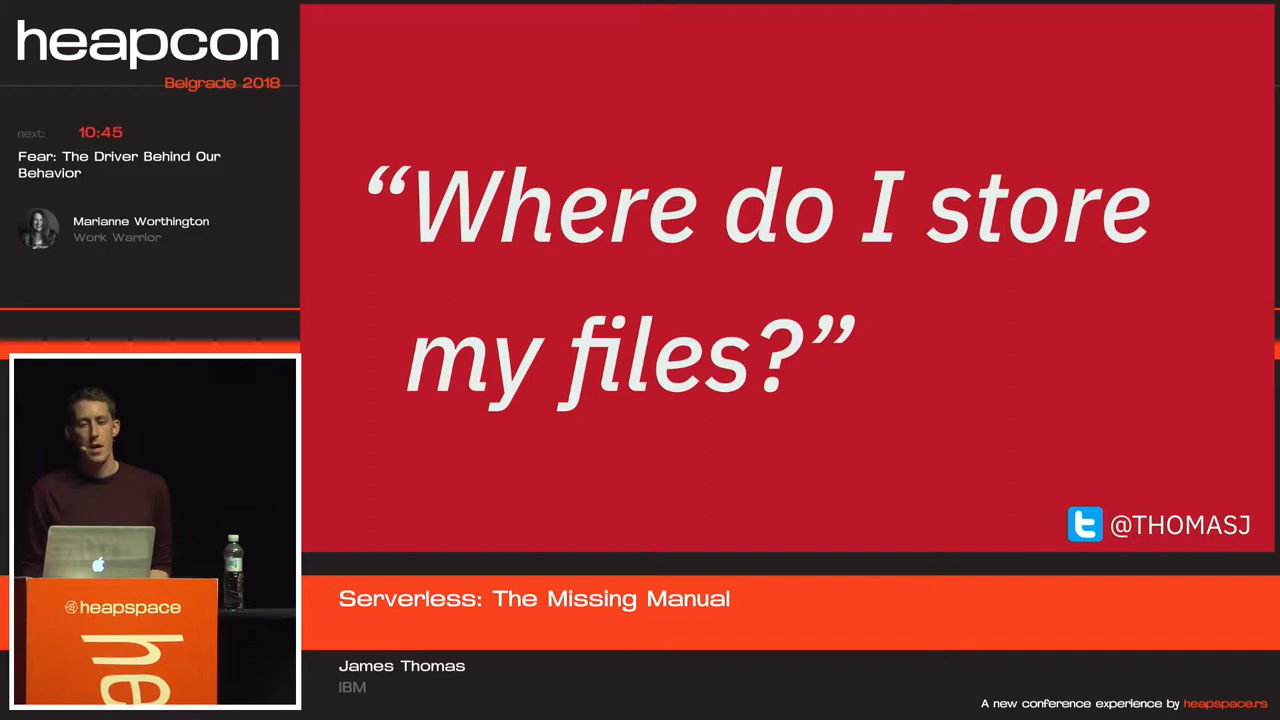 heapcon
Belgrade 2018
next: 10:45
Fear: The Driver Behind Our
Behavior
Marianne Worthington
Work Warrior
“Where do I store
my files?”
@THOMASJ
heapspace
he
Serverless: The Missing Manual
James Thomas
IBM
A new conference experience by heapspace.rs